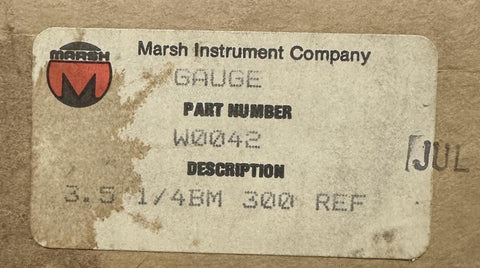 MARSH
M
Marsh Instrument Company
GAUGE
PART NUMBER
W0042
DESCRIPTION
3.5 1/4BM 300 REF
JUL